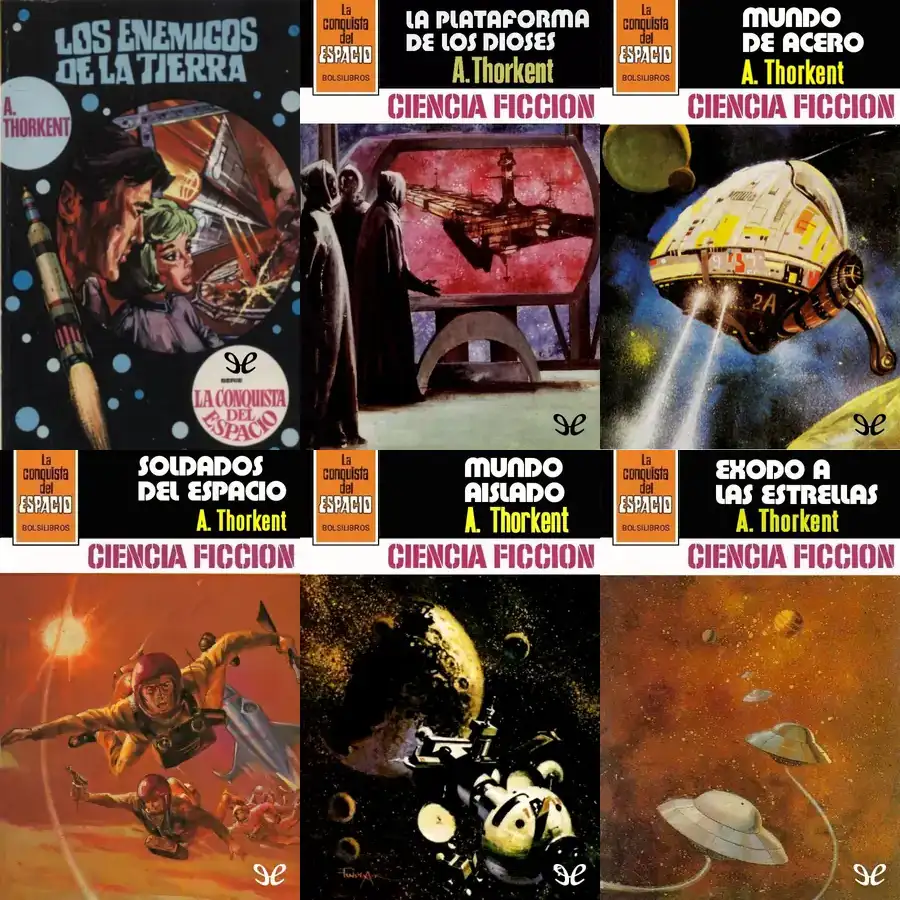 LOS ENEMIGOS
DE LA TIERRA
A.
THORKENT
SERIE
LA CONQUISTA
DEL
ESPACIO
La
conquista
del
ESPACIO
BOLSILIBROS
LA PLATAFORMA
DE LOS DIOSES
A.Thorkent
CIENCIA FICCION
La
conquista
del
ESPACIO
BOLSILIBROS
MUNDO
DE ACERO
A. Thorkent
CIENCIA FICCION
2A
La
conquista
del
ESPACIO
BOLSILIBROS
SOLDADOS
DEL ESPACIO
A. Thorkent
CIENCIA FICCION
La
conquista
del
ESPACIO
BOLSILIBROS
MUNDO
AISLADO
A. Thorkent
CIENCIA FICCION
La
conquista
del
ESPACIO
BOLSILIBROS
EXODO A
LAS ESTRELLAS
A. Thorkent
CIENCIA FICCION